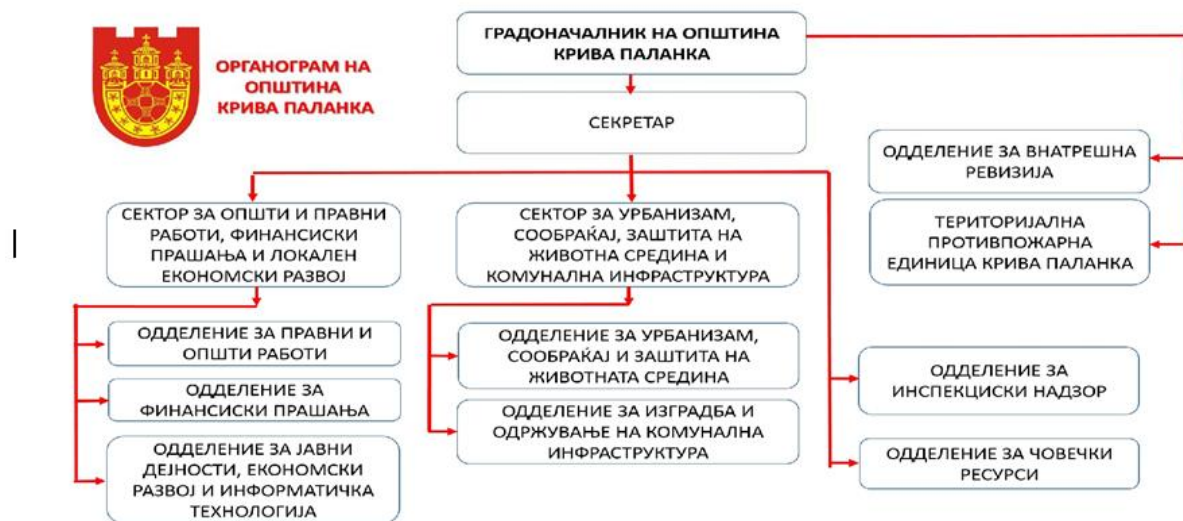 ОРГАНОГРАМ НА
ОПШТИНА
КРИВА ПАЛАНКА
ГРАДОНАЧАЛНИК НА ОПШТИНА
КРИВА ПАЛАНКА
СЕКРЕТАР
ОДДЕЛЕНИЕ ЗА ВНАТРЕШНА
РЕВИЗИЈА
ТЕРИТОРИЈАЛНА
ПРОТИВПОЖАРНА
ЕДИНИЦА КРИВА ПАЛАНКА
СЕКТОР ЗА ОПШТИ И ПРАВНИ
РАБОТИ, ФИНАНСИСКИ
ПРАШАЊА И ЛОКАЛЕН
ЕКОНОМСКИ РАЗВОЈ
СЕКТОР ЗА УРБАНИЗАМ,
СООБРАЌАЈ, ЗАШТИТА НА
ЖИВОТНА СРЕДИНА И
КОМУНАЛНА ИНФРАСТРУКТУРА
ОДДЕЛЕНИЕ ЗА ПРАВНИ И
ОПШТИ РАБОТИ
ОДДЕЛЕНИЕ ЗА
ФИНАНСИСКИ ПРАШАЊА
ОДДЕЛЕНИЕ ЗА ЈАВНИ
ДЕЈНОСТИ, ЕКОНОМСКИ
РАЗВОЈ И ИНФОРМАТИЧКА
ТЕХНОЛОГИЈА
ОДДЕЛЕНИЕ ЗА УРБАНИЗАМ,
СООБРАЌАЈ И ЗАШТИТА НА
ЖИВОТНАТА СРЕДИНА
ОДДЕЛЕНИЕ ЗА ИЗГРАДБА И
ОДРЖУВАЊЕ НА КОМУНАЛНА
ИНФРАСТРУКТУРА
ОДДЕЛЕНИЕ ЗА
ИНСПЕКЦИСКИ НАДЗОР
ОДДЕЛЕНИЕ ЗА ЧОВЕЧКИ
РЕСУРСИ